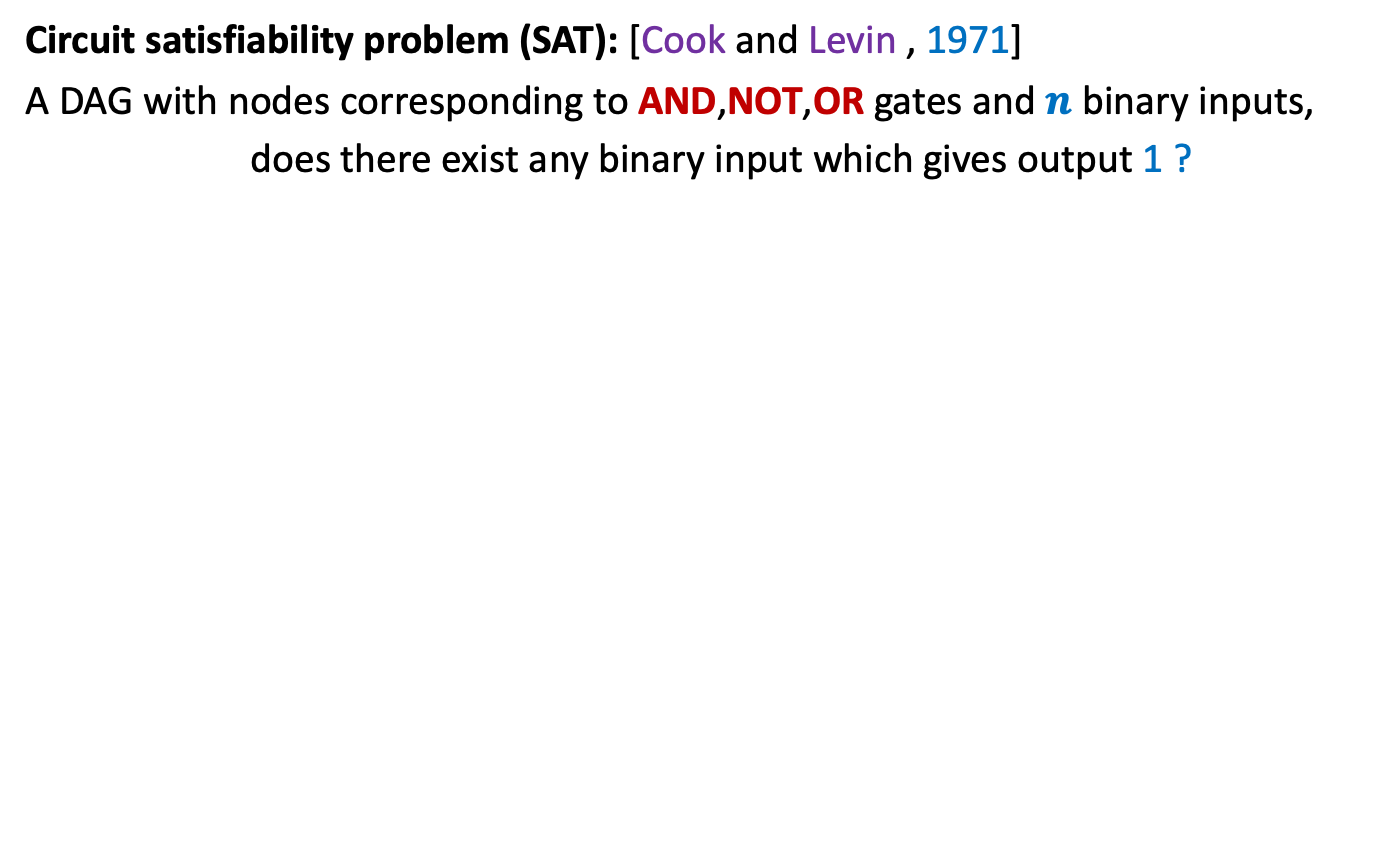 Circuit satisfiability problem (SAT): [Cook and Levin , 1971]
A DAG with nodes corresponding to AND,NOT,OR gates and n binary inputs,
does there exist any binary input which gives output 1 ?